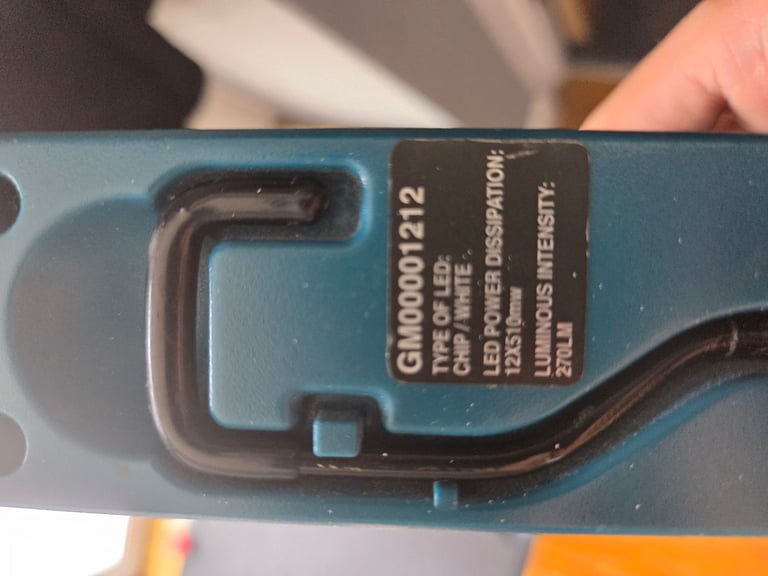 GM00001212
TYPE OF LED:
CHIP / WHITE
LED POWER DISSIPATION:
12X510mw
LUMINOUS INTENSITY:
270LM